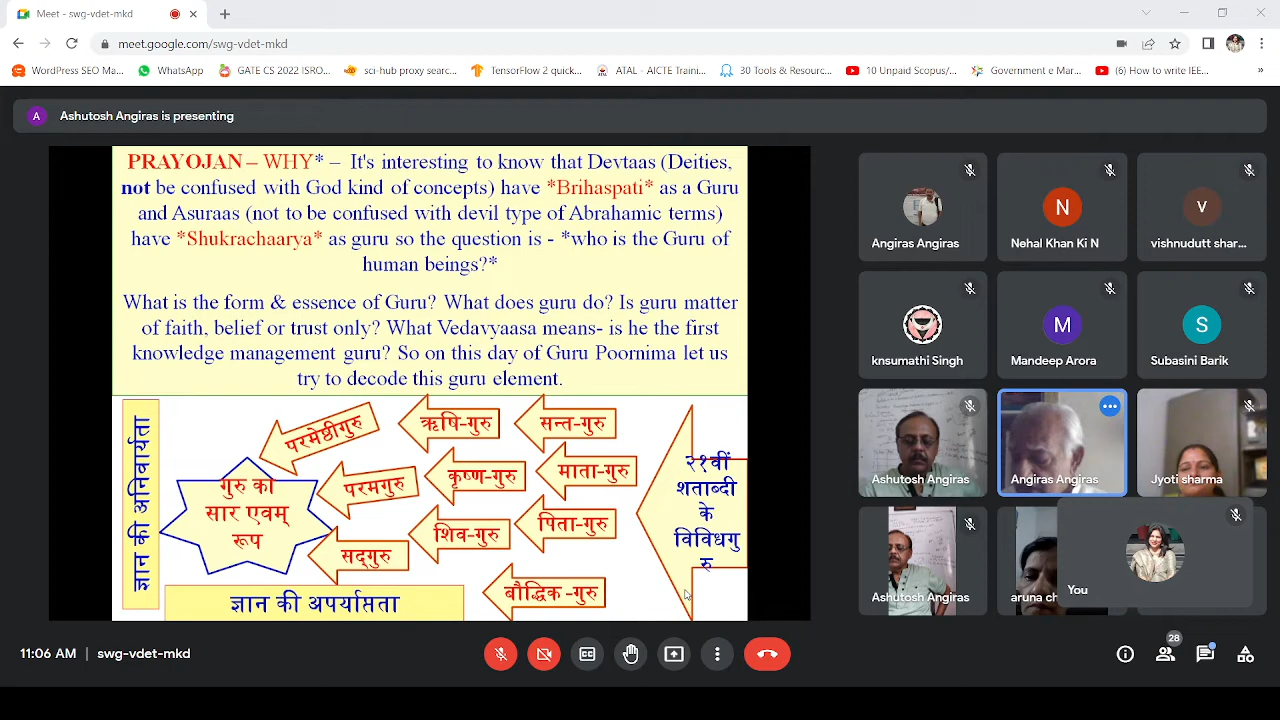 Meet - swg-vdet-mkd
meet.google.com/swg-vdet-mkd
WordPress SEO Ma...
WhatsApp
GATE CS 2022 ISRO...
sci-hub proxy searc...
TensorFlow 2 quick...
ATAL - AICTE Traini...
30 Tools & Resourc...
10 Unpaid Scopus/...
Government e Mar...
(6) How to write IEE...
»
A
Ashutosh Angiras is presenting
PRAYOJAN – WHY* – It's interesting to know that Devtaas (Deities,
not be confused with God kind of concepts) have *Brihaspati* as a Guru
and Asuraas (not to be confused with devil type of Abrahamic terms)
have *Shukrachaarya* as guru so the question is - *who is the Guru of
human beings?*
What is the form & essence of Guru? What does guru do? Is guru matter
of faith, belief or trust only? What Vedavyaasa means- is he the first
knowledge management guru? So on this day of Guru Poornima let us
try to decode this guru element.
ज्ञान की अनिवार्यता
गुरु का
सार एवम्
रूप
परमेष्ठीगुरु
ऋषि-गुरु
सन्त-गुरु
परमगुरु
कृष्ण-गुरु
माता-गुरु
सद्गुरु
शिव-गुरु
पिता-गुरु
बौद्धिक -गुरु
ज्ञान की अपर्याप्तता
२१वीं
शताब्दी
के
विविधगु
रु
Angiras Angiras
N
Nehal Khan Ki N
v
vishnudutt shar...
knsumathi Singh
M
Mandeep Arora
S
Subasini Barik
Ashutosh Angiras
Angiras Angiras
Jyoti sharma
Ashutosh Angiras
aruna ch
You
11:06 AM | swg-vdet-mkd
28